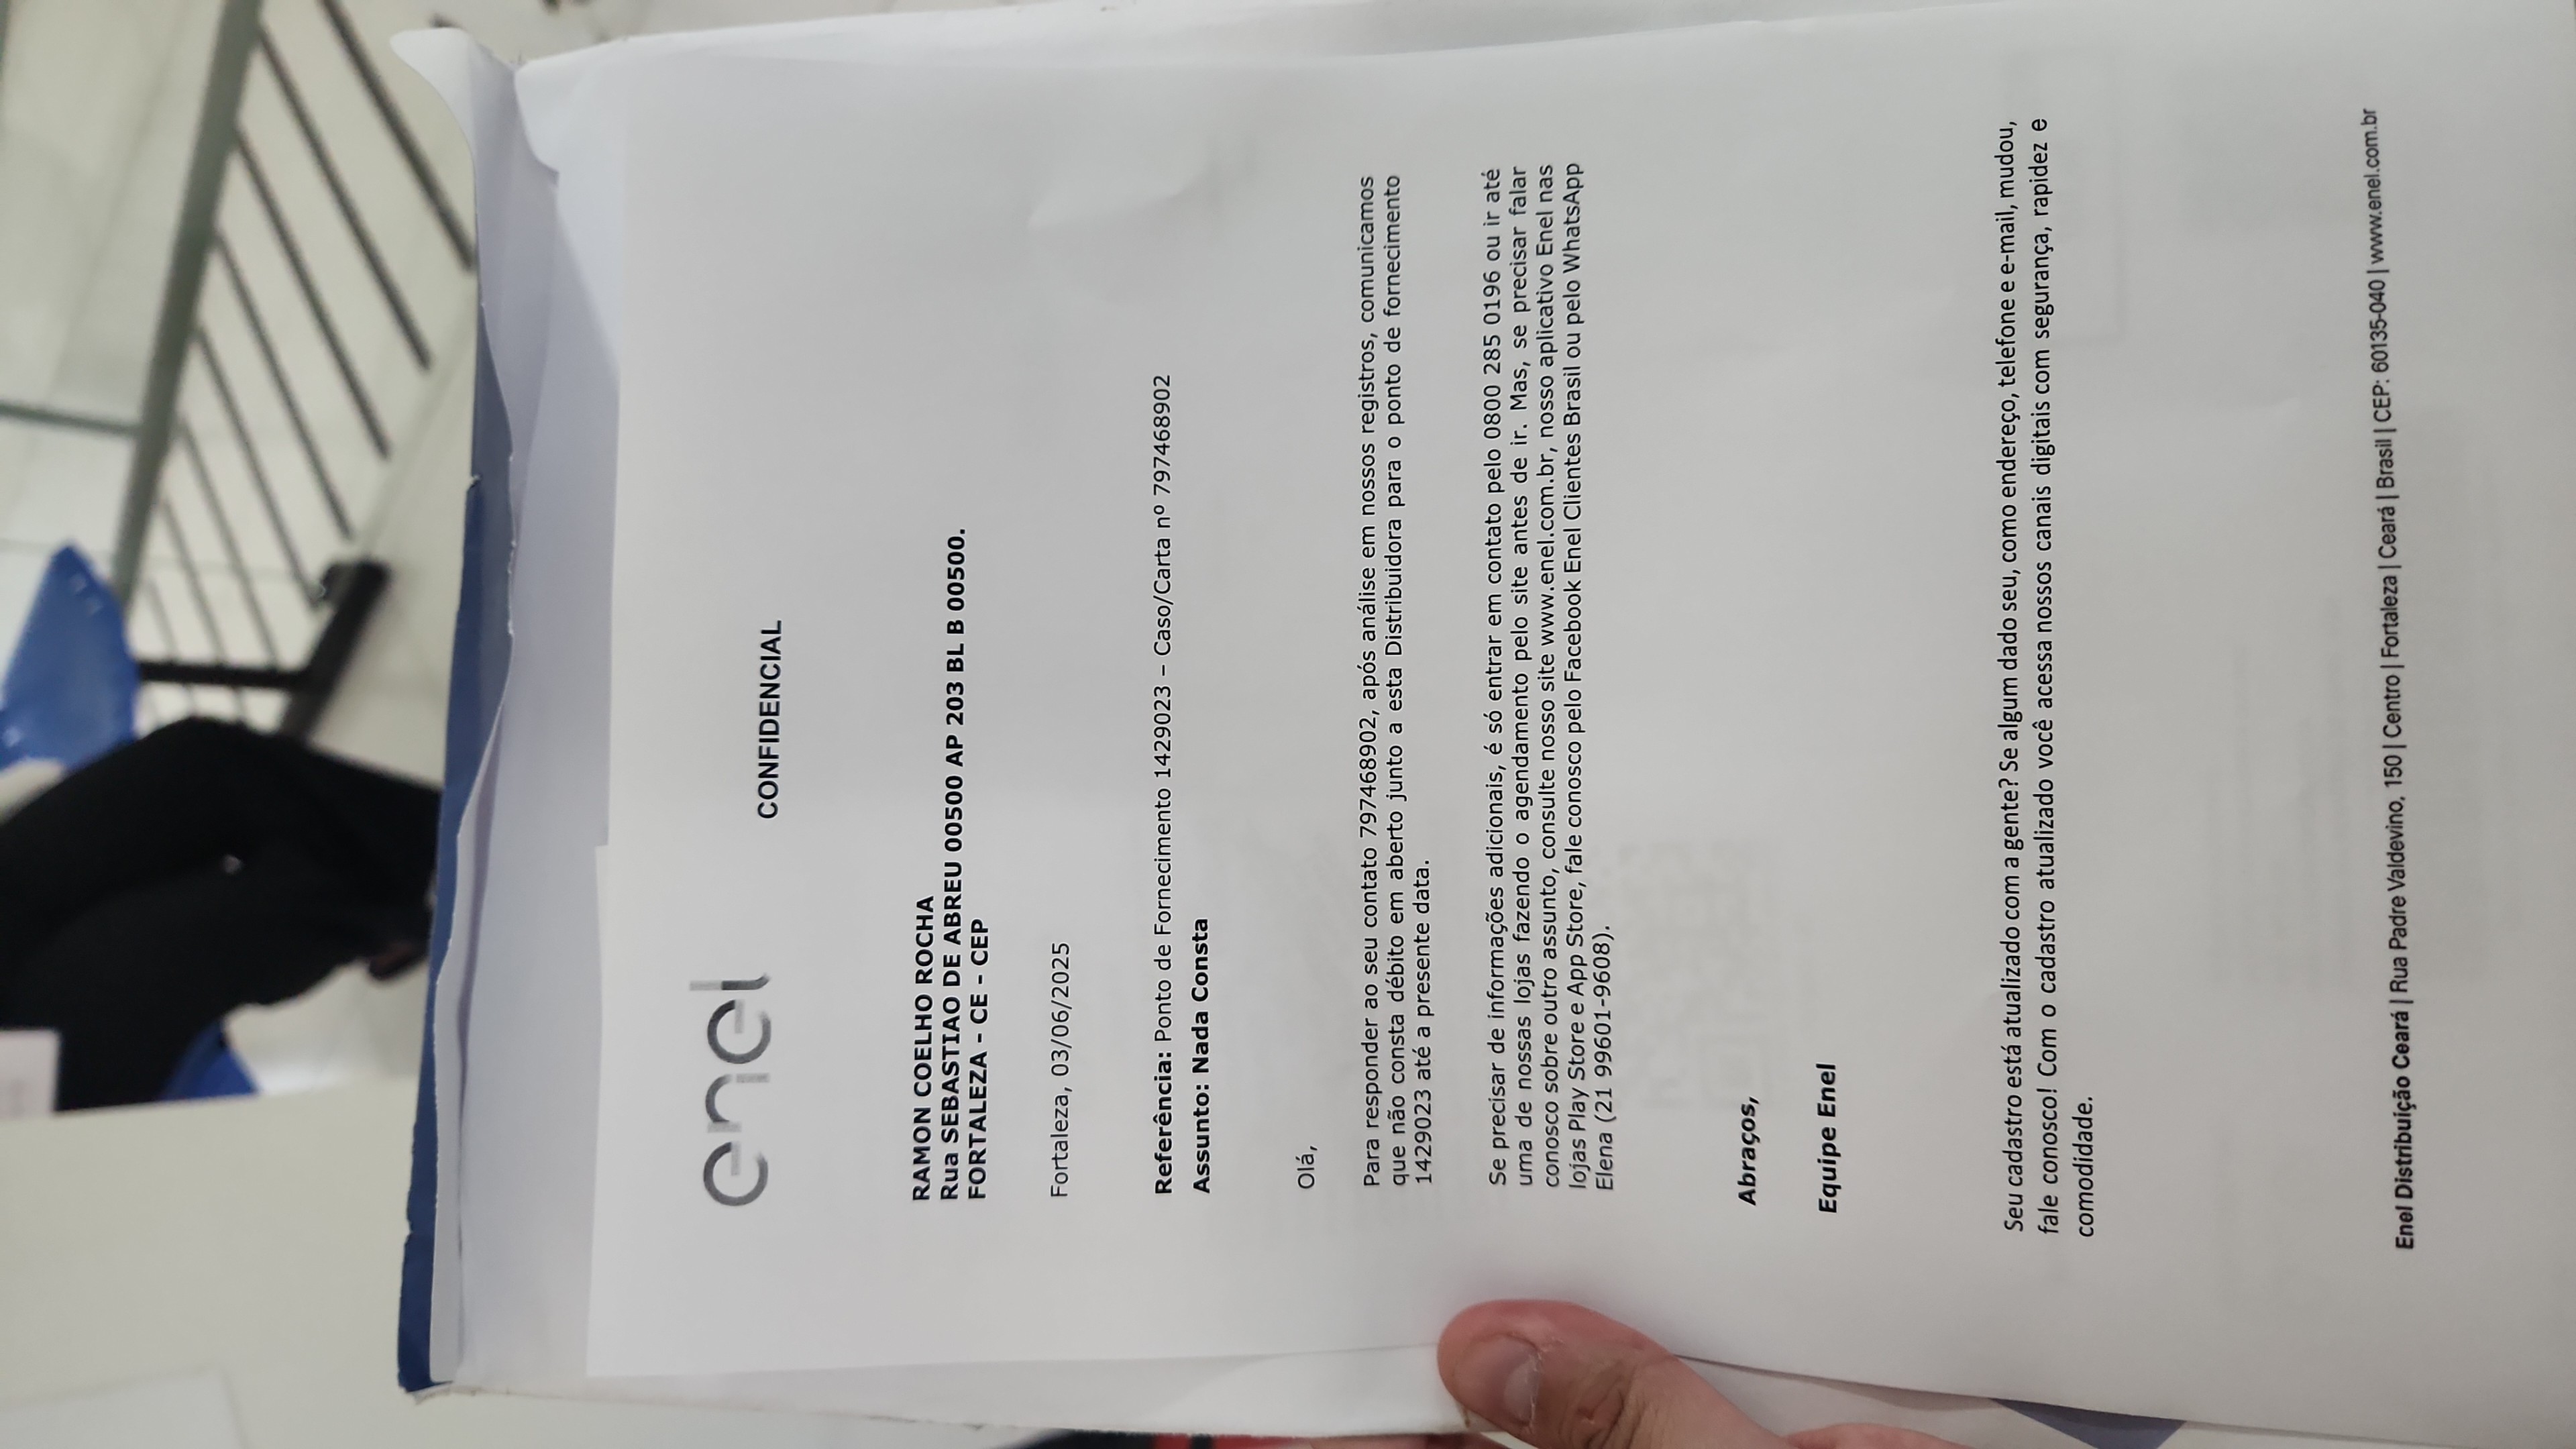 enel
CONFIDENCIAL
RAMON COELHO ROCHA
Rua SEBASTIAO DE ABREU 00500 AP 203 BL B 00500.
FORTALEZA - CE - CEP
Fortaleza, 03/06/2025
Referência: Ponto de Fornecimento 1429023 – Caso/Carta nº 797468902
Assunto: Nada Consta
Olá,
Para responder ao seu contato 797468902, após análise em nossos registros, comunicamos
que não consta débito em aberto junto a esta Distribuidora para o ponto de fornecimento
1429023 até a presente data.
Se precisar de informações adicionais, é só entrar em contato pelo 0800 285 0196 ou ir até
uma de nossas lojas fazendo o agendamento pelo site antes de ir. Mas, se precisar falar
conosco sobre outro assunto, consulte nosso site www.enel.com.br, nosso aplicativo Enel nas
lojas Play Store e App Store, fale conosco pelo Facebook Enel Clientes Brasil ou pelo WhatsApp
Elena (21 99601-9608).
Abraços,
Equipe Enel
Seu cadastro está atualizado com a gente? Se algum dado seu, como endereço, telefone e e-mail, mudou,
fale conosco! Com o cadastro atualizado você acessa nossos canais digitais com segurança, rapidez e
comodidade.
Enel Distribuição Ceará | Rua Padre Valdevino, 150 | Centro | Fortaleza | Ceará | Brasil | CEP: 60135-040 | www.enel.com.br